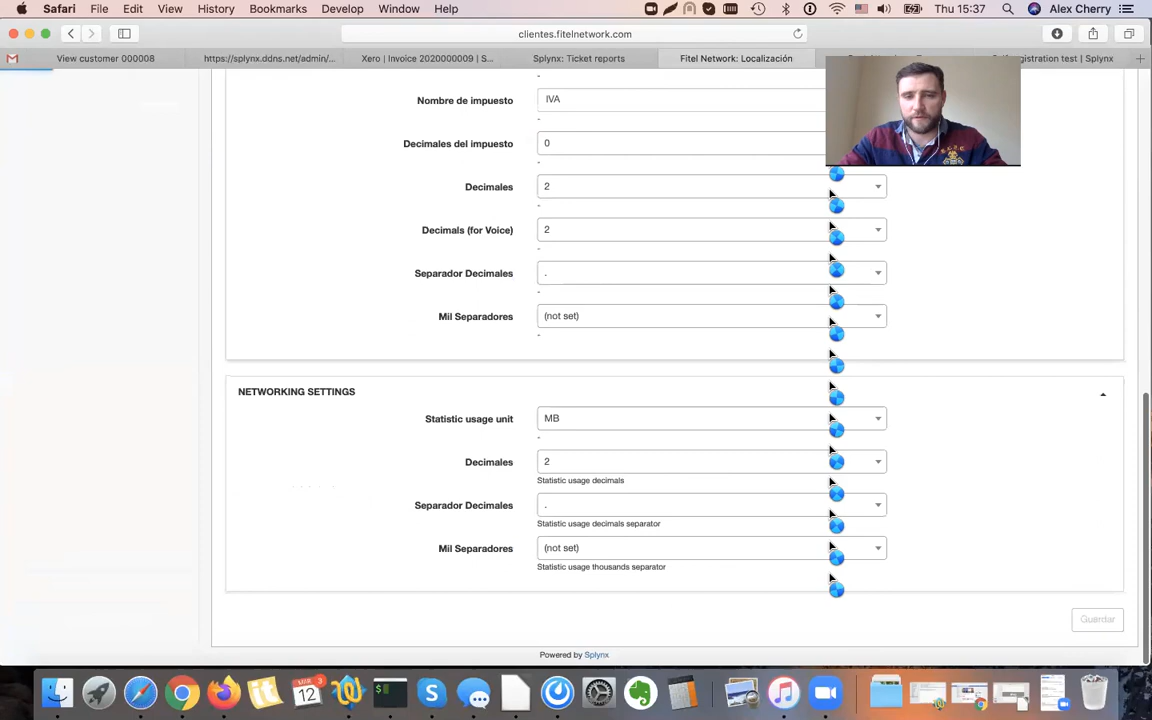 Safari File Edit View History Bookmarks Develop Window Help Thu 15:37 Alex Cherry
clientes.fitelnetwork.com
View customer 000008 https://splynx.ddns.net/admin/... Xero | Invoice 2020000009 | S... Splynx: Ticket reports Fitel Network: Localización registration test | Splynx
Nombre de impuesto IVA
-
Decimales del impuesto 0
-
Decimales 2
-
Decimals (for Voice) 2
-
Separador Decimales .
-
Mil Separadores (not set)
-
NETWORKING SETTINGS
Statistic usage unit MB
-
Decimales 2
Statistic usage decimals
Separador Decimales .
Statistic usage decimals separator
Mil Separadores (not set)
Statistic usage thousands separator
Guardar
Powered by Splynx
12